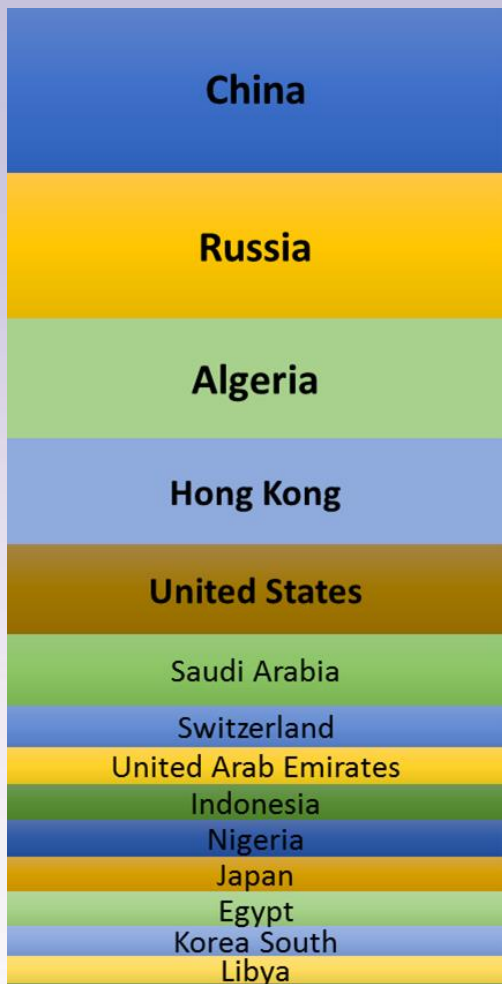 China
Russia
Algeria
Hong Kong
United States
Saudi Arabia
Switzerland
United Arab Emirates
Indonesia
Nigeria
Japan
Egypt
Korea South
Libya